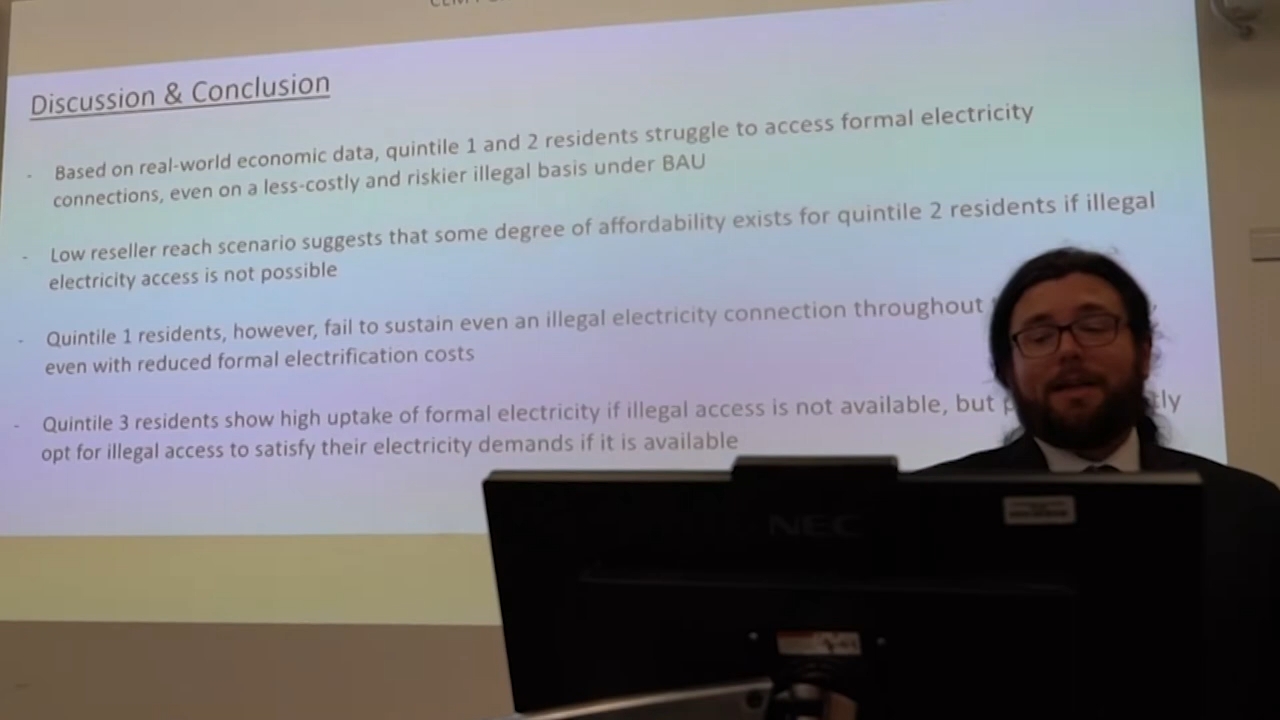 Discussion & Conclusion
- Based on real-world economic data, quintile 1 and 2 residents struggle to access formal electricity
connections, even on a less-costly and riskier illegal basis under BAU
- Low reseller reach scenario suggests that some degree of affordability exists for quintile 2 residents if illegal
electricity access is not possible
- Quintile 1 residents, however, fail to sustain even an illegal electricity connection throughout
even with reduced formal electrification costs
- Quintile 3 residents show high uptake of formal electricity if illegal access is not available, but
opt for illegal access to satisfy their electricity demands if it is available
NEC